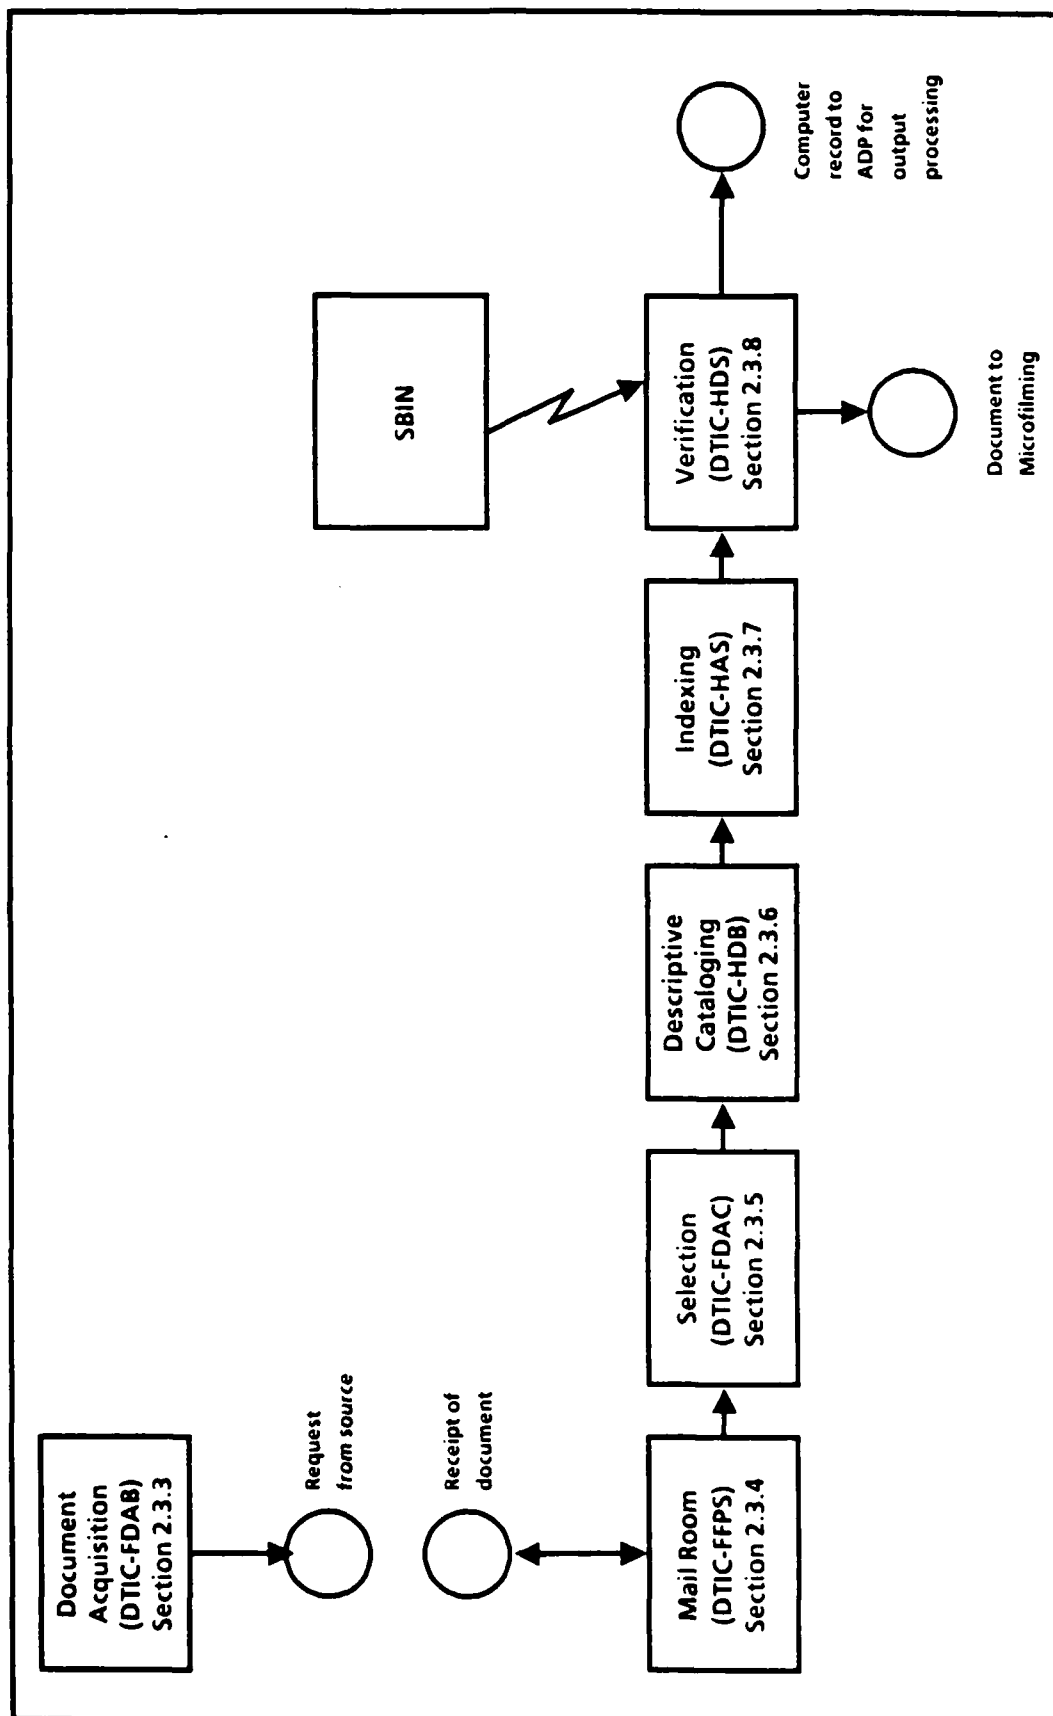 Document
Acquisition
(DTIC-FDAB)
Section 2.3.3
Request
from source
Receipt of
document
Mail Room
(DTIC-FFPS)
Section 2.3.4
Selection
(DTIC-FDAC)
Section 2.3.5
Descriptive
Cataloging
(DTIC-HDB)
Section 2.3.6
Indexing
(DTIC-HAS)
Section 2.3.7
SBIN
Verification
(DTIC-HDS)
Section 2.3.8
Document to
Microfilming
Computer
record to
ADP for
output
processing